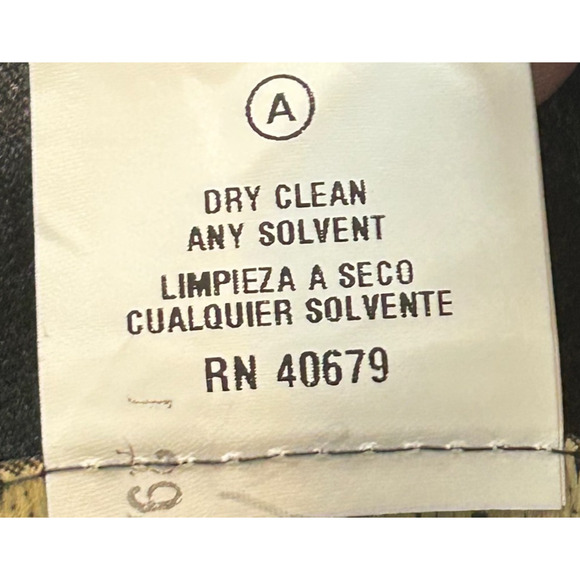 A
DRY CLEAN
ANY SOLVENT
LIMPIEZA A SECO
CUALQUIER SOLVENTE
RN 40679